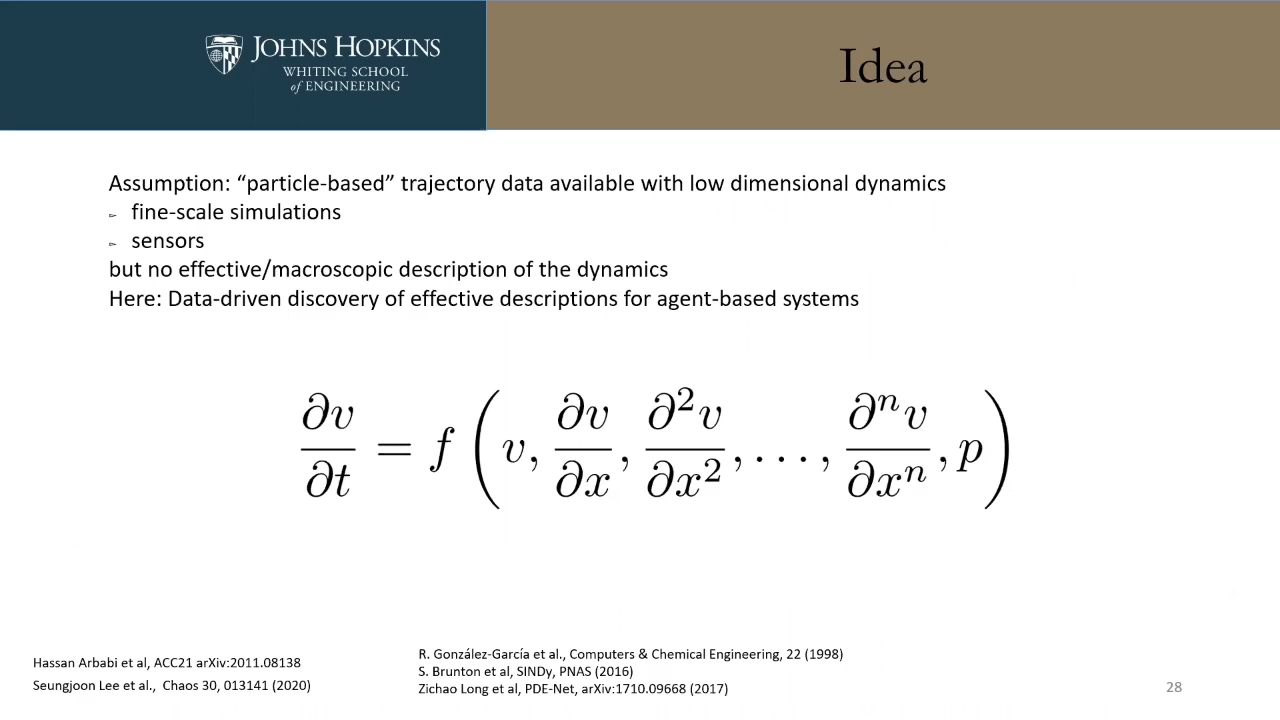 JOHNS HOPKINS
WHITING SCHOOL
of ENGINEERING
Idea
Assumption: “particle-based” trajectory data available with low dimensional dynamics
► fine-scale simulations
► sensors
but no effective/macroscopic description of the dynamics
Here: Data-driven discovery of effective descriptions for agent-based systems
∂v/∂t = f(v, ∂v/∂x, ∂²v/∂x², . . . , ∂ⁿv/∂xⁿ, p)
Hassan Arbabi et al, ACC21 arXiv:2011.08138
Seungjoon Lee et al., Chaos 30, 013141 (2020)
R. González-García et al., Computers & Chemical Engineering, 22 (1998)
S. Brunton et al, SINDy, PNAS (2016)
Zichao Long et al, PDE-Net, arXiv:1710.09668 (2017)
28